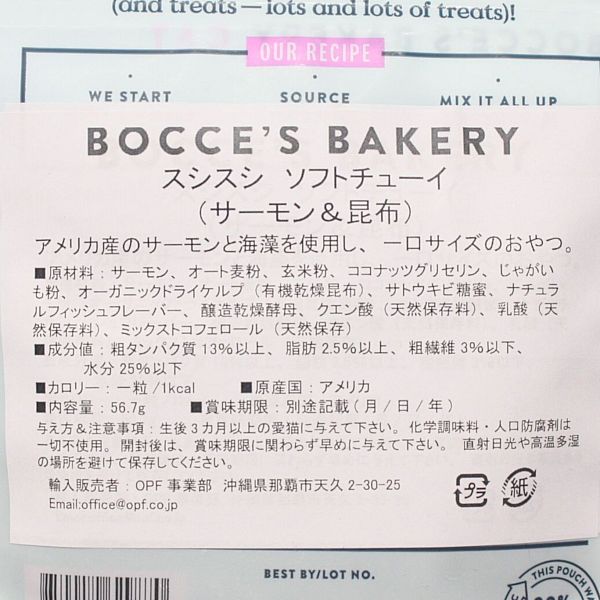 (and treats — lots and lots of treats)!
OUR RECIPE
WE START
SOURCE
MIX IT ALL UP
BOCCE'S BAKERY
スシスシ ソフトチューイ
（サーモン＆昆布）
アメリカ産のサーモンと海藻を使用し、一口サイズのおやつ。
■原材料：サーモン、オート麦粉、玄米粉、ココナッツグリセリン、じゃがい
も粉、オーガニックドライケルプ（有機乾燥昆布）、サトウキビ糖蜜、ナチュラ
ルフィッシュフレーバー、醸造乾燥酵母、クエン酸（天然保存料）、乳酸（天
然保存料）、ミックストコフェロール（天然保存）
■成分値：粗タンパク質13％以上、脂肪2.5％以上、粗繊維3％以下、
水分25％以下
■カロリー：一粒/1kcal ■原産国：アメリカ
■内容量：56.7g ■賞味期限：別途記載(月/日/年)
与え方＆注意事項：生後3カ月以上の愛猫に与えて下さい。化学調味料・人口防腐剤は
一切不使用。開封後は、賞味期限に関わらず早めに与えて下さい。直射日光や高温多湿
の場所を避けて保存してください。
輸入販売者：OPF事業部 沖縄県那覇市天久2-30-25
Email:office@opf.co.jp
プラ
紙
BEST BY/LOT NO.
THIS POUCH WA